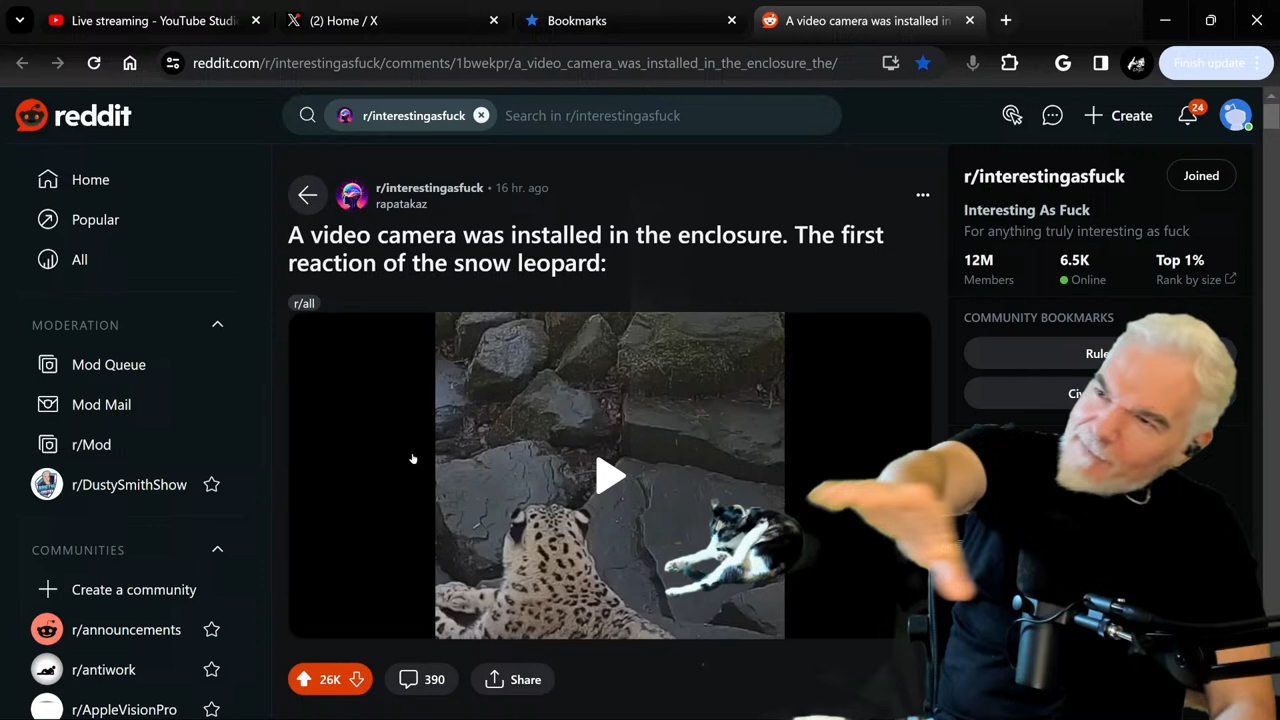 Live streaming - YouTube Studi
(2) Home / X
Bookmarks
A video camera was installed in
reddit.com/r/interestingasfuck/comments/1bwekpr/a_video_camera_was_installed_in_the_enclosure_the/
Finish update
reddit
r/interestingasfuck
Search in r/interestingasfuck
Create
24
Home
Popular
All
MODERATION
Mod Queue
Mod Mail
r/Mod
r/DustySmithShow
COMMUNITIES
Create a community
r/announcements
r/antiwork
r/AppleVisionPro
r/interestingasfuck • 16 hr. ago
rapatakaz
A video camera was installed in the enclosure. The first
reaction of the snow leopard:
r/all
26K
390
Share
r/interestingasfuck
Joined
Interesting As Fuck
For anything truly interesting as fuck
12M 6.5K Top 1%
Members Online Rank by size
COMMUNITY BOOKMARKS
Rule
Civ